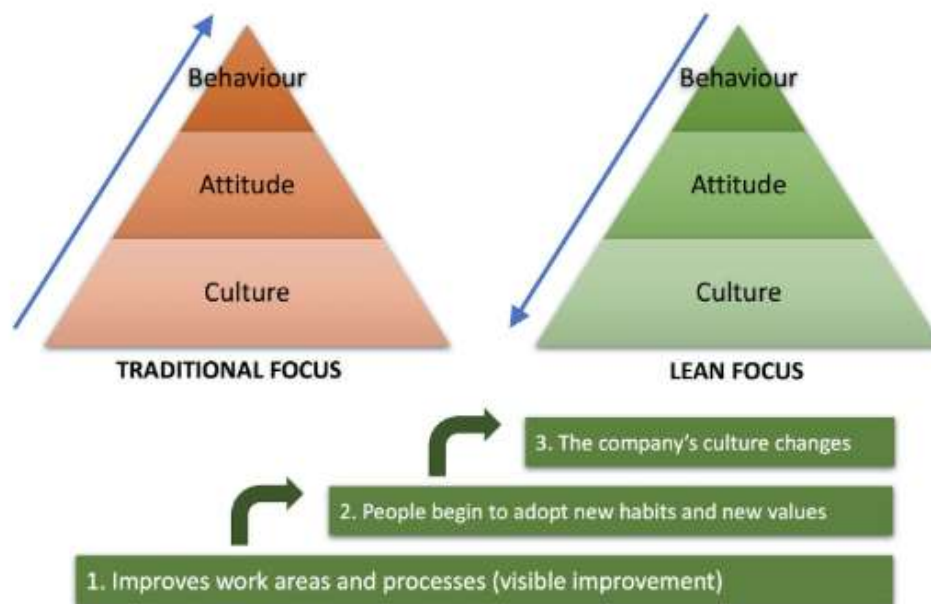 Behaviour
Attitude
Culture
TRADITIONAL FOCUS
Behaviour
Attitude
Culture
LEAN FOCUS
3. The company's culture changes
2. People begin to adopt new habits and new values
1. Improves work areas and processes (visible improvement)